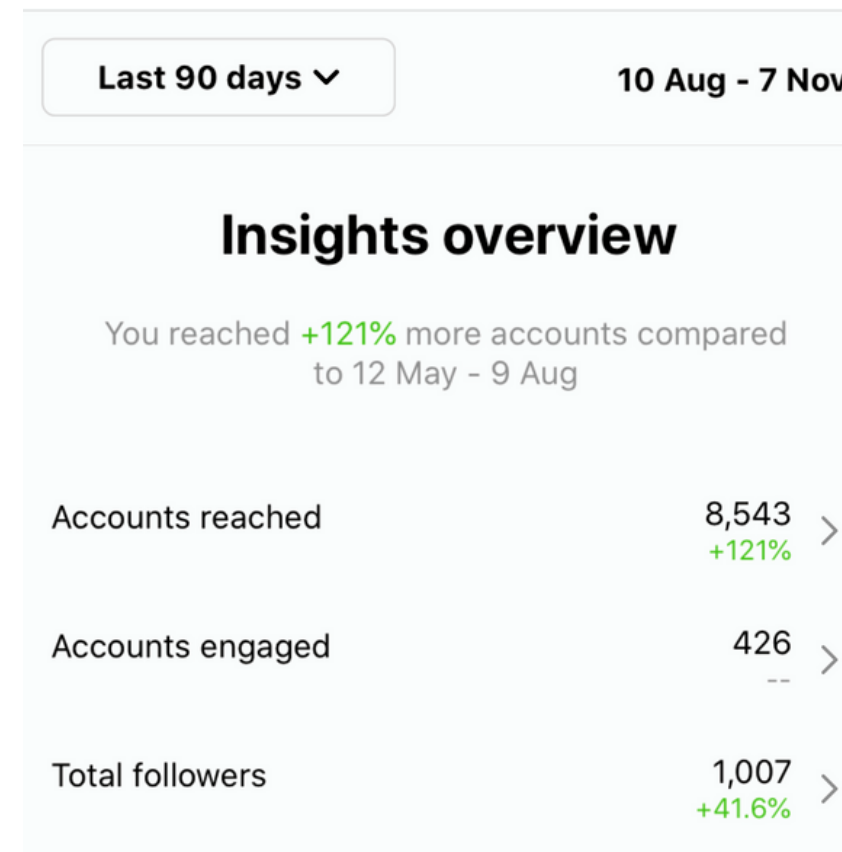 Last 90 days
10 Aug - 7 Nov
Insights overview
You reached +121% more accounts compared
to 12 May - 9 Aug
Accounts reached
8,543
+121%
Accounts engaged
426
--
Total followers
1,007
+41.6%